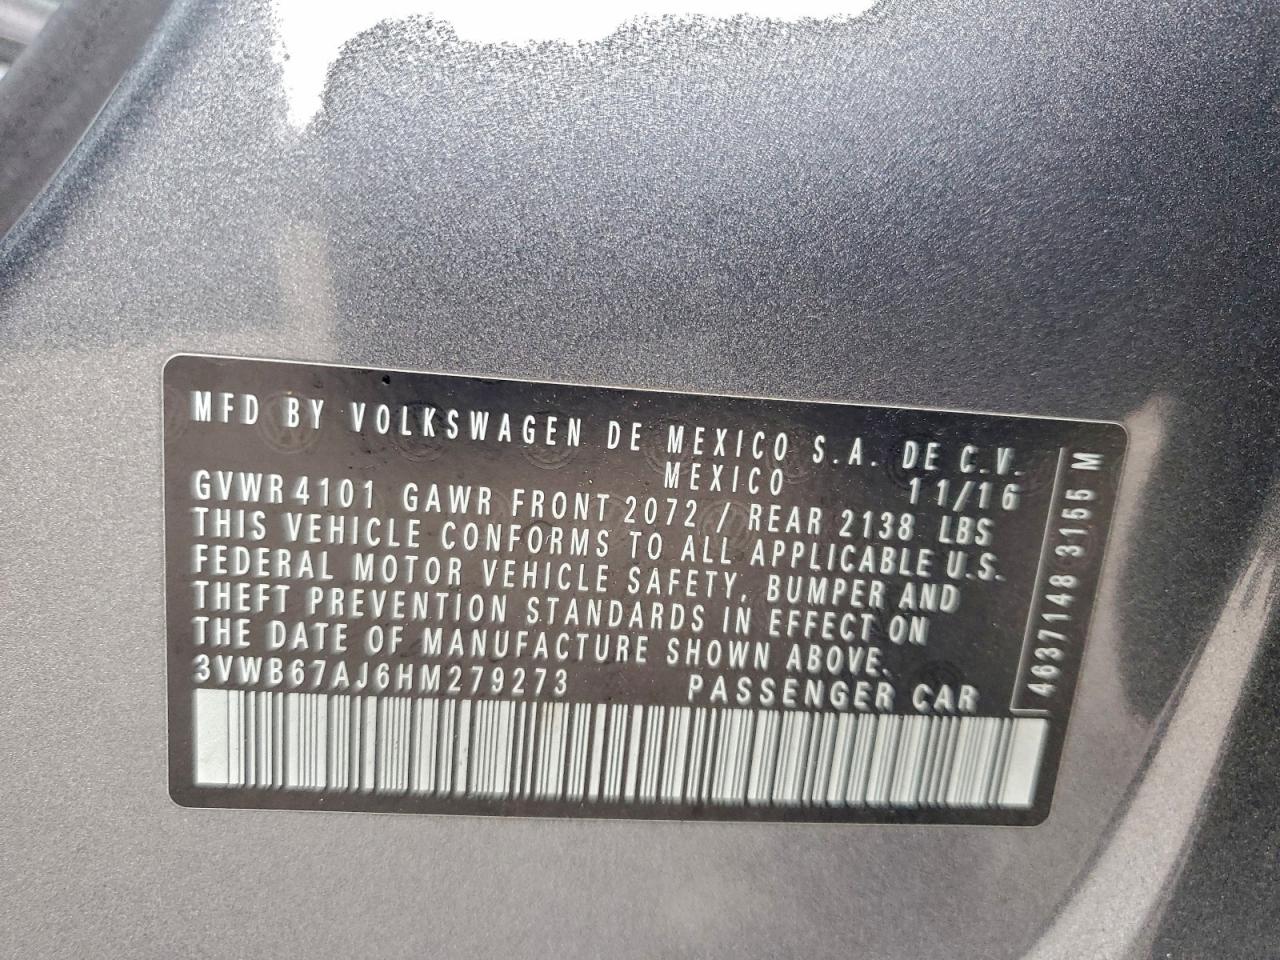 MFD BY VOLKSWAGEN DE MEXICO S.A. DE C.V.
MEXICO 11/16
GVWR 4101 GAWR FRONT 2072 / REAR 2138 LBS
THIS VEHICLE CONFORMS TO ALL APPLICABLE U.S.
FEDERAL MOTOR VEHICLE SAFETY, BUMPER AND
THEFT PREVENTION STANDARDS IN EFFECT ON
THE DATE OF MANUFACTURE SHOWN ABOVE.
3VWB67AJ6HM279273 PASSENGER CAR
4637148 3155 M